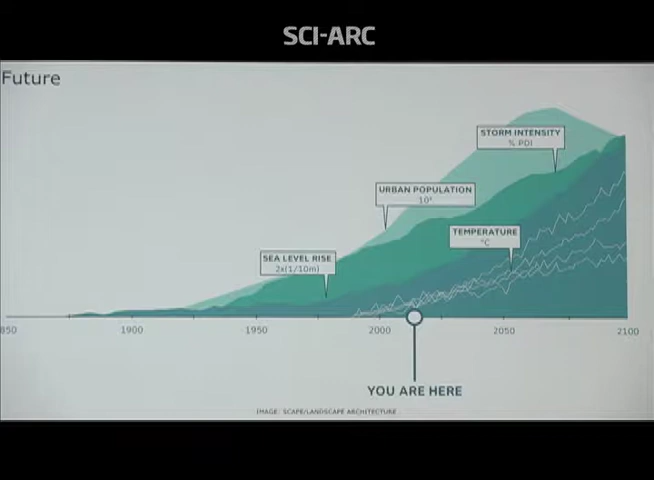 SCI-ARC
Future
STORM INTENSITY
% PDI
URBAN POPULATION
TEMPERATURE
°C
SEA LEVEL RISE
2x(1/10m)
850 1900 1950 2000 2050 2100
YOU ARE HERE
IMAGE: SCAPE/LANDSCAPE ARCHITECTURE